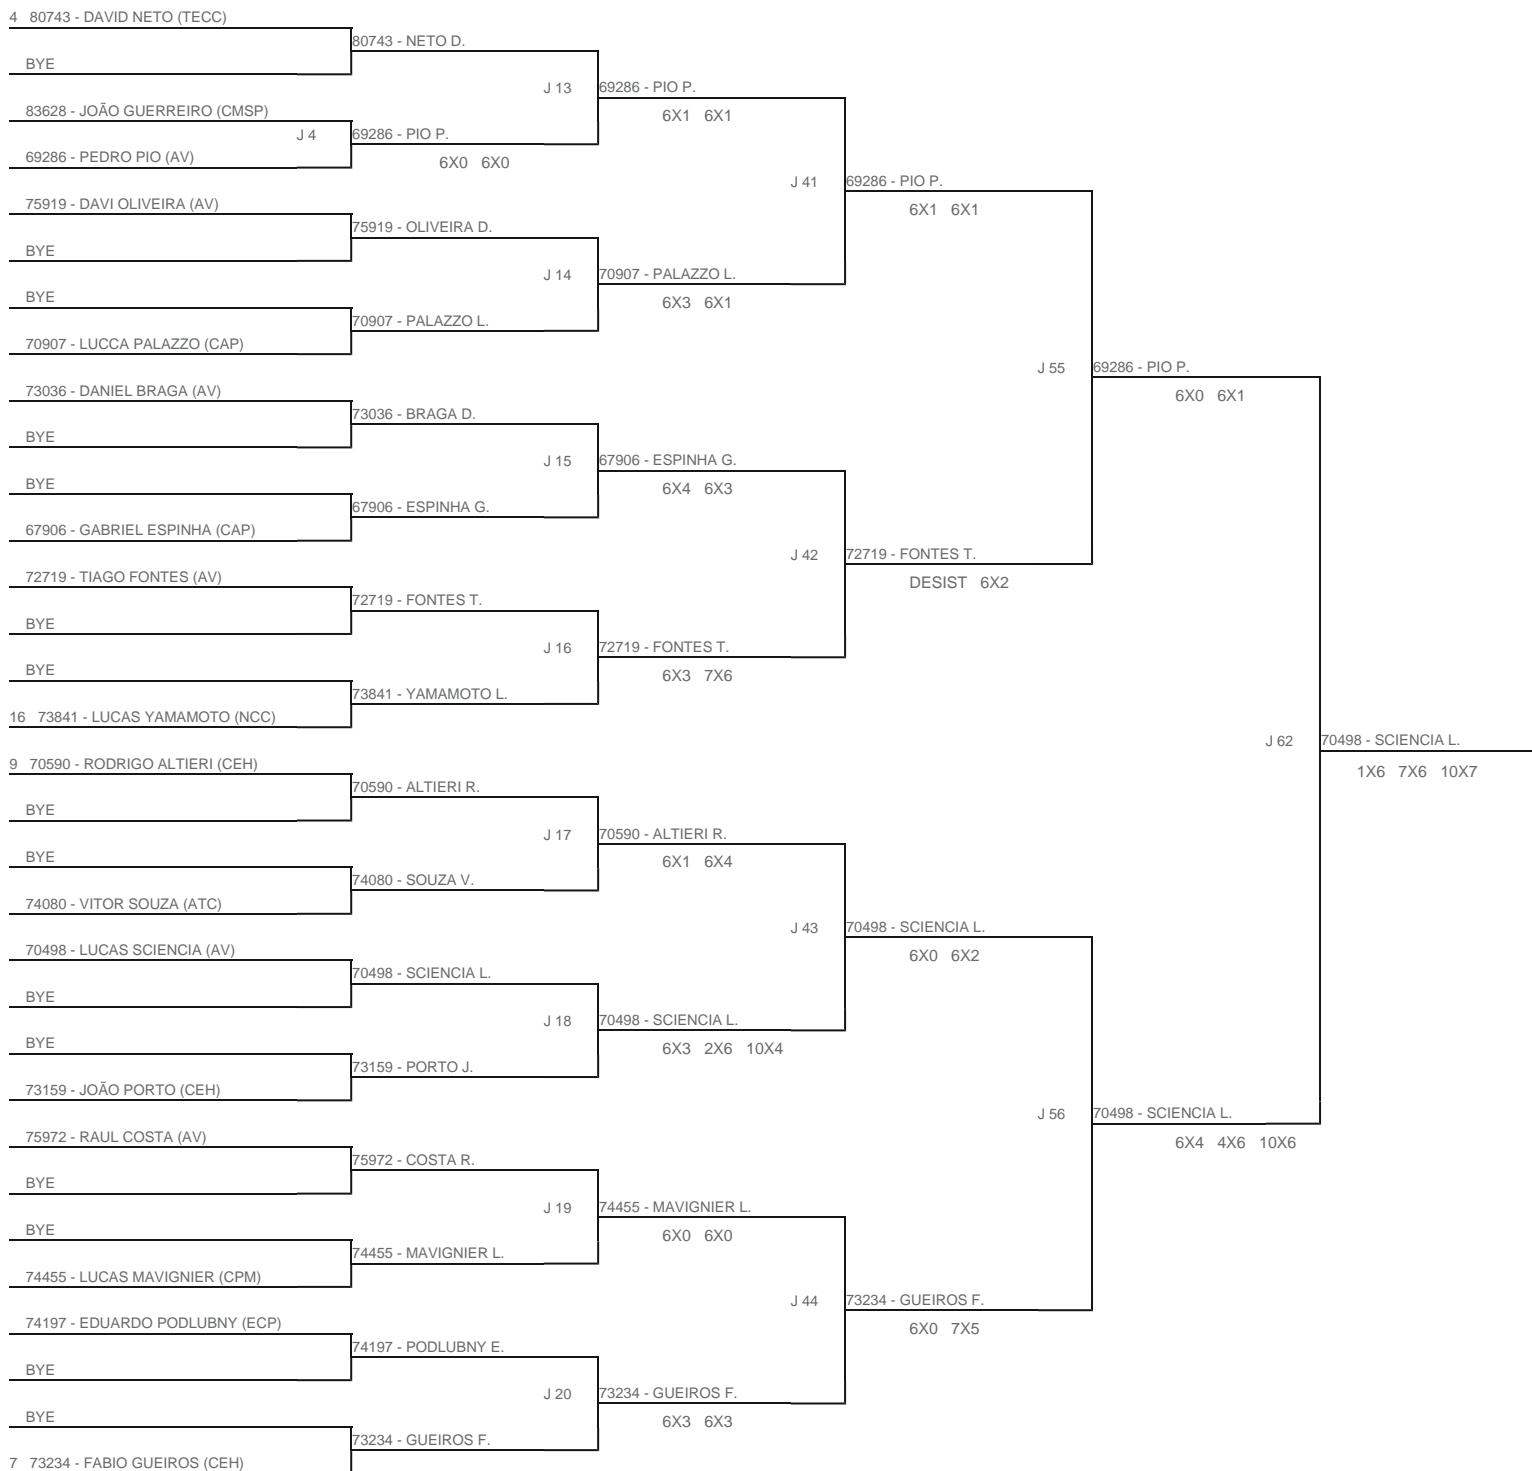 4 80743 - DAVID NETO (TECC)
80743 - NETO D.
BYE
J 13 69286 - PIO P.
83628 - JOÃO GUERREIRO (CMSP)
6X1 6X1
J 4 69286 - PIO P.
69286 - PEDRO PIO (AV)
6X0 6X0
J 41 69286 - PIO P.
75919 - DAVI OLIVEIRA (AV)
6X1 6X1
75919 - OLIVEIRA D.
BYE
J 14 70907 - PALAZZO L.
BYE
6X3 6X1
70907 - PALAZZO L.
70907 - LUCCA PALAZZO (CAP)
J 55 69286 - PIO P.
73036 - DANIEL BRAGA (AV)
6X0 6X1
73036 - BRAGA D.
BYE
J 15 67906 - ESPINHA G.
BYE
6X4 6X3
67906 - ESPINHA G.
67906 - GABRIEL ESPINHA (CAP)
J 42 72719 - FONTES T.
72719 - TIAGO FONTES (AV)
DESIST 6X2
72719 - FONTES T.
BYE
J 16 72719 - FONTES T.
BYE
6X3 7X6
73841 - YAMAMOTO L.
16 73841 - LUCAS YAMAMOTO (NCC)
J 62 70498 - SCIENCIA L.
9 70590 - RODRIGO ALTIERI (CEH)
1X6 7X6 10X7
70590 - ALTIERI R.
BYE
J 17 70590 - ALTIERI R.
BYE
6X1 6X4
74080 - SOUZA V.
74080 - VITOR SOUZA (ATC)
J 43 70498 - SCIENCIA L.
70498 - LUCAS SCIENCIA (AV)
6X0 6X2
70498 - SCIENCIA L.
BYE
J 18 70498 - SCIENCIA L.
BYE
6X3 2X6 10X4
73159 - PORTO J.
73159 - JOÃO PORTO (CEH)
J 56 70498 - SCIENCIA L.
75972 - RAUL COSTA (AV)
6X4 4X6 10X6
75972 - COSTA R.
BYE
J 19 74455 - MAVIGNIER L.
BYE
6X0 6X0
74455 - MAVIGNIER L.
74455 - LUCAS MAVIGNIER (CPM)
J 44 73234 - GUEIROS F.
74197 - EDUARDO PODLUBNY (ECP)
6X0 7X5
74197 - PODLUBNY E.
BYE
J 20 73234 - GUEIROS F.
BYE
6X3 6X3
73234 - GUEIROS F.
7 73234 - FABIO GUEIROS (CEH)